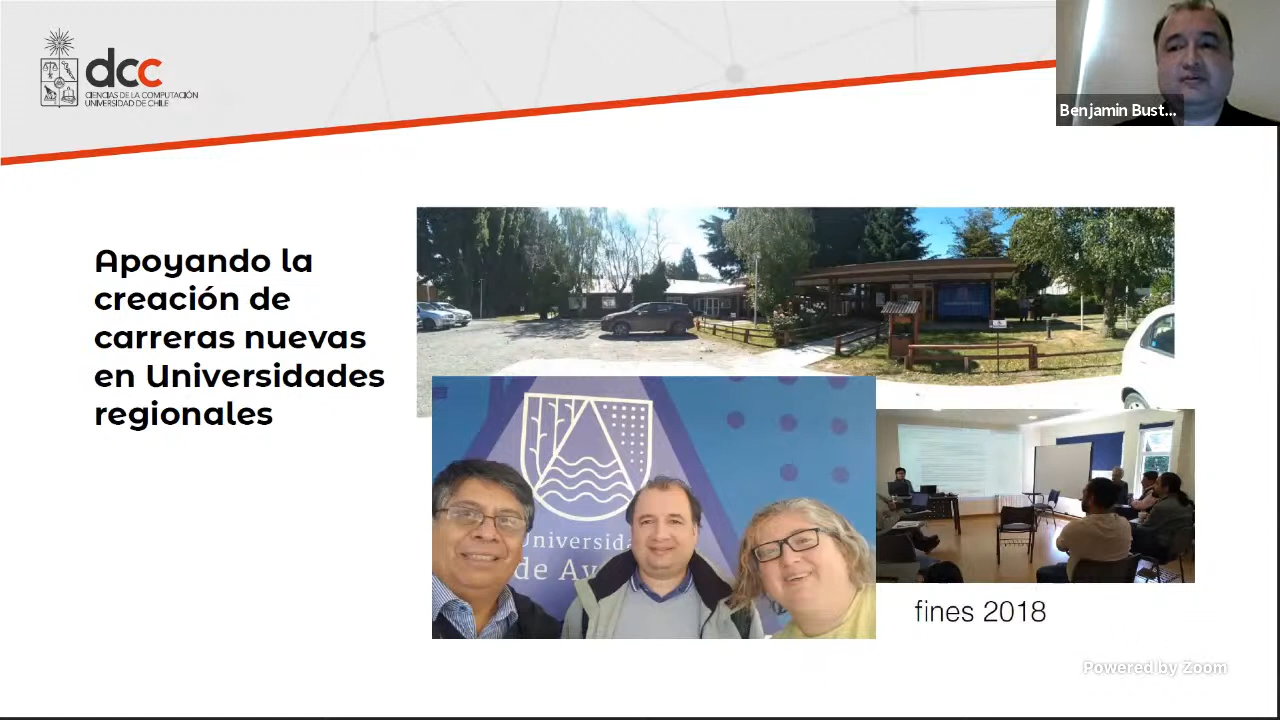 dcc
CIENCIAS DE LA COMPUTACIÓN
UNIVERSIDAD DE CHILE
Benjamin Bust...
Apoyando la
creación de
carreras nuevas
en Universidades
regionales
Universida
de Ay
fines 2018
Powered by Zoom